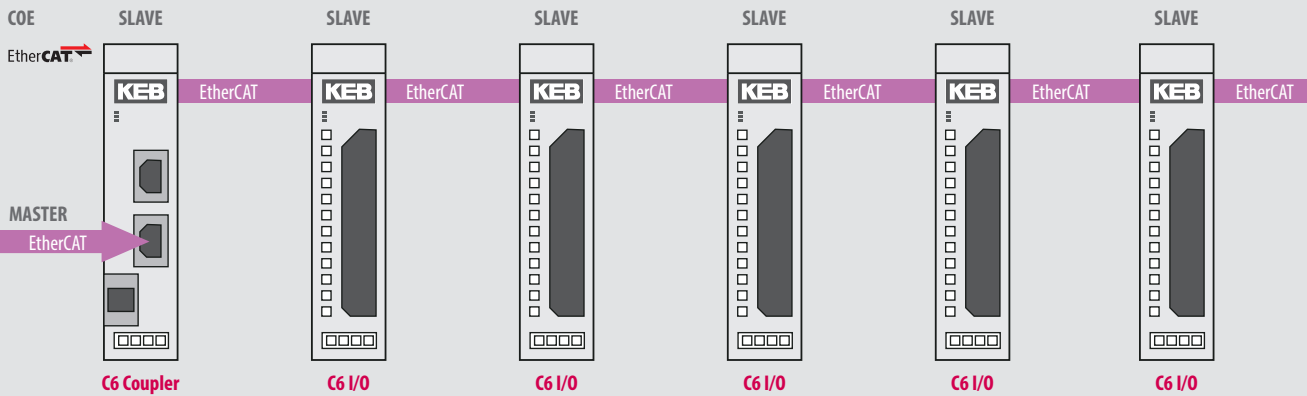 COE SLAVE SLAVE SLAVE SLAVE SLAVE SLAVE
EtherCAT.
KEB EtherCAT KEB EtherCAT KEB EtherCAT KEB EtherCAT KEB EtherCAT KEB EtherCAT
MASTER
EtherCAT
C6 Coupler C6 I/O C6 I/O C6 I/O C6 I/O C6 I/O